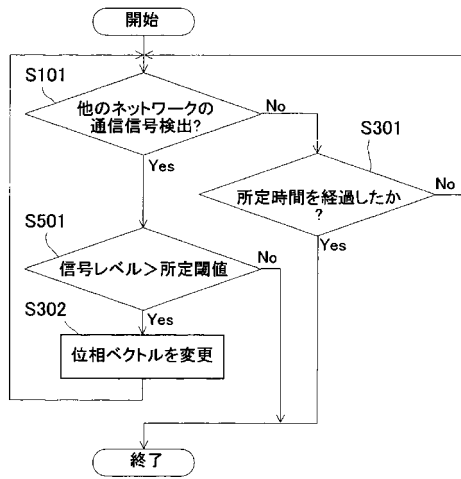 開始
S101
他のネットワークの
通信信号検出?
No
Yes
S301
所定時間を経過したか
?
No
Yes
S501
信号レベル＞所定閾値
No
Yes
S302
位相ベクトルを変更
終了